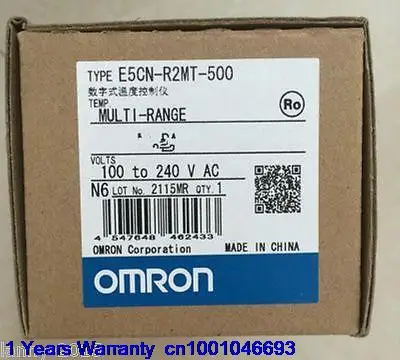 TYPE E5CN-R2MT-500
数字式温度控制仪
TEMP.
MULTI-RANGE
Ro
VOLTS
100 to 240 V AC
N6 LOT No. 2115MR QTY. 1
4 547648 462433
OMRON Corporation MADE IN CHINA
OMRON
1 Years Warranty cn1001046693